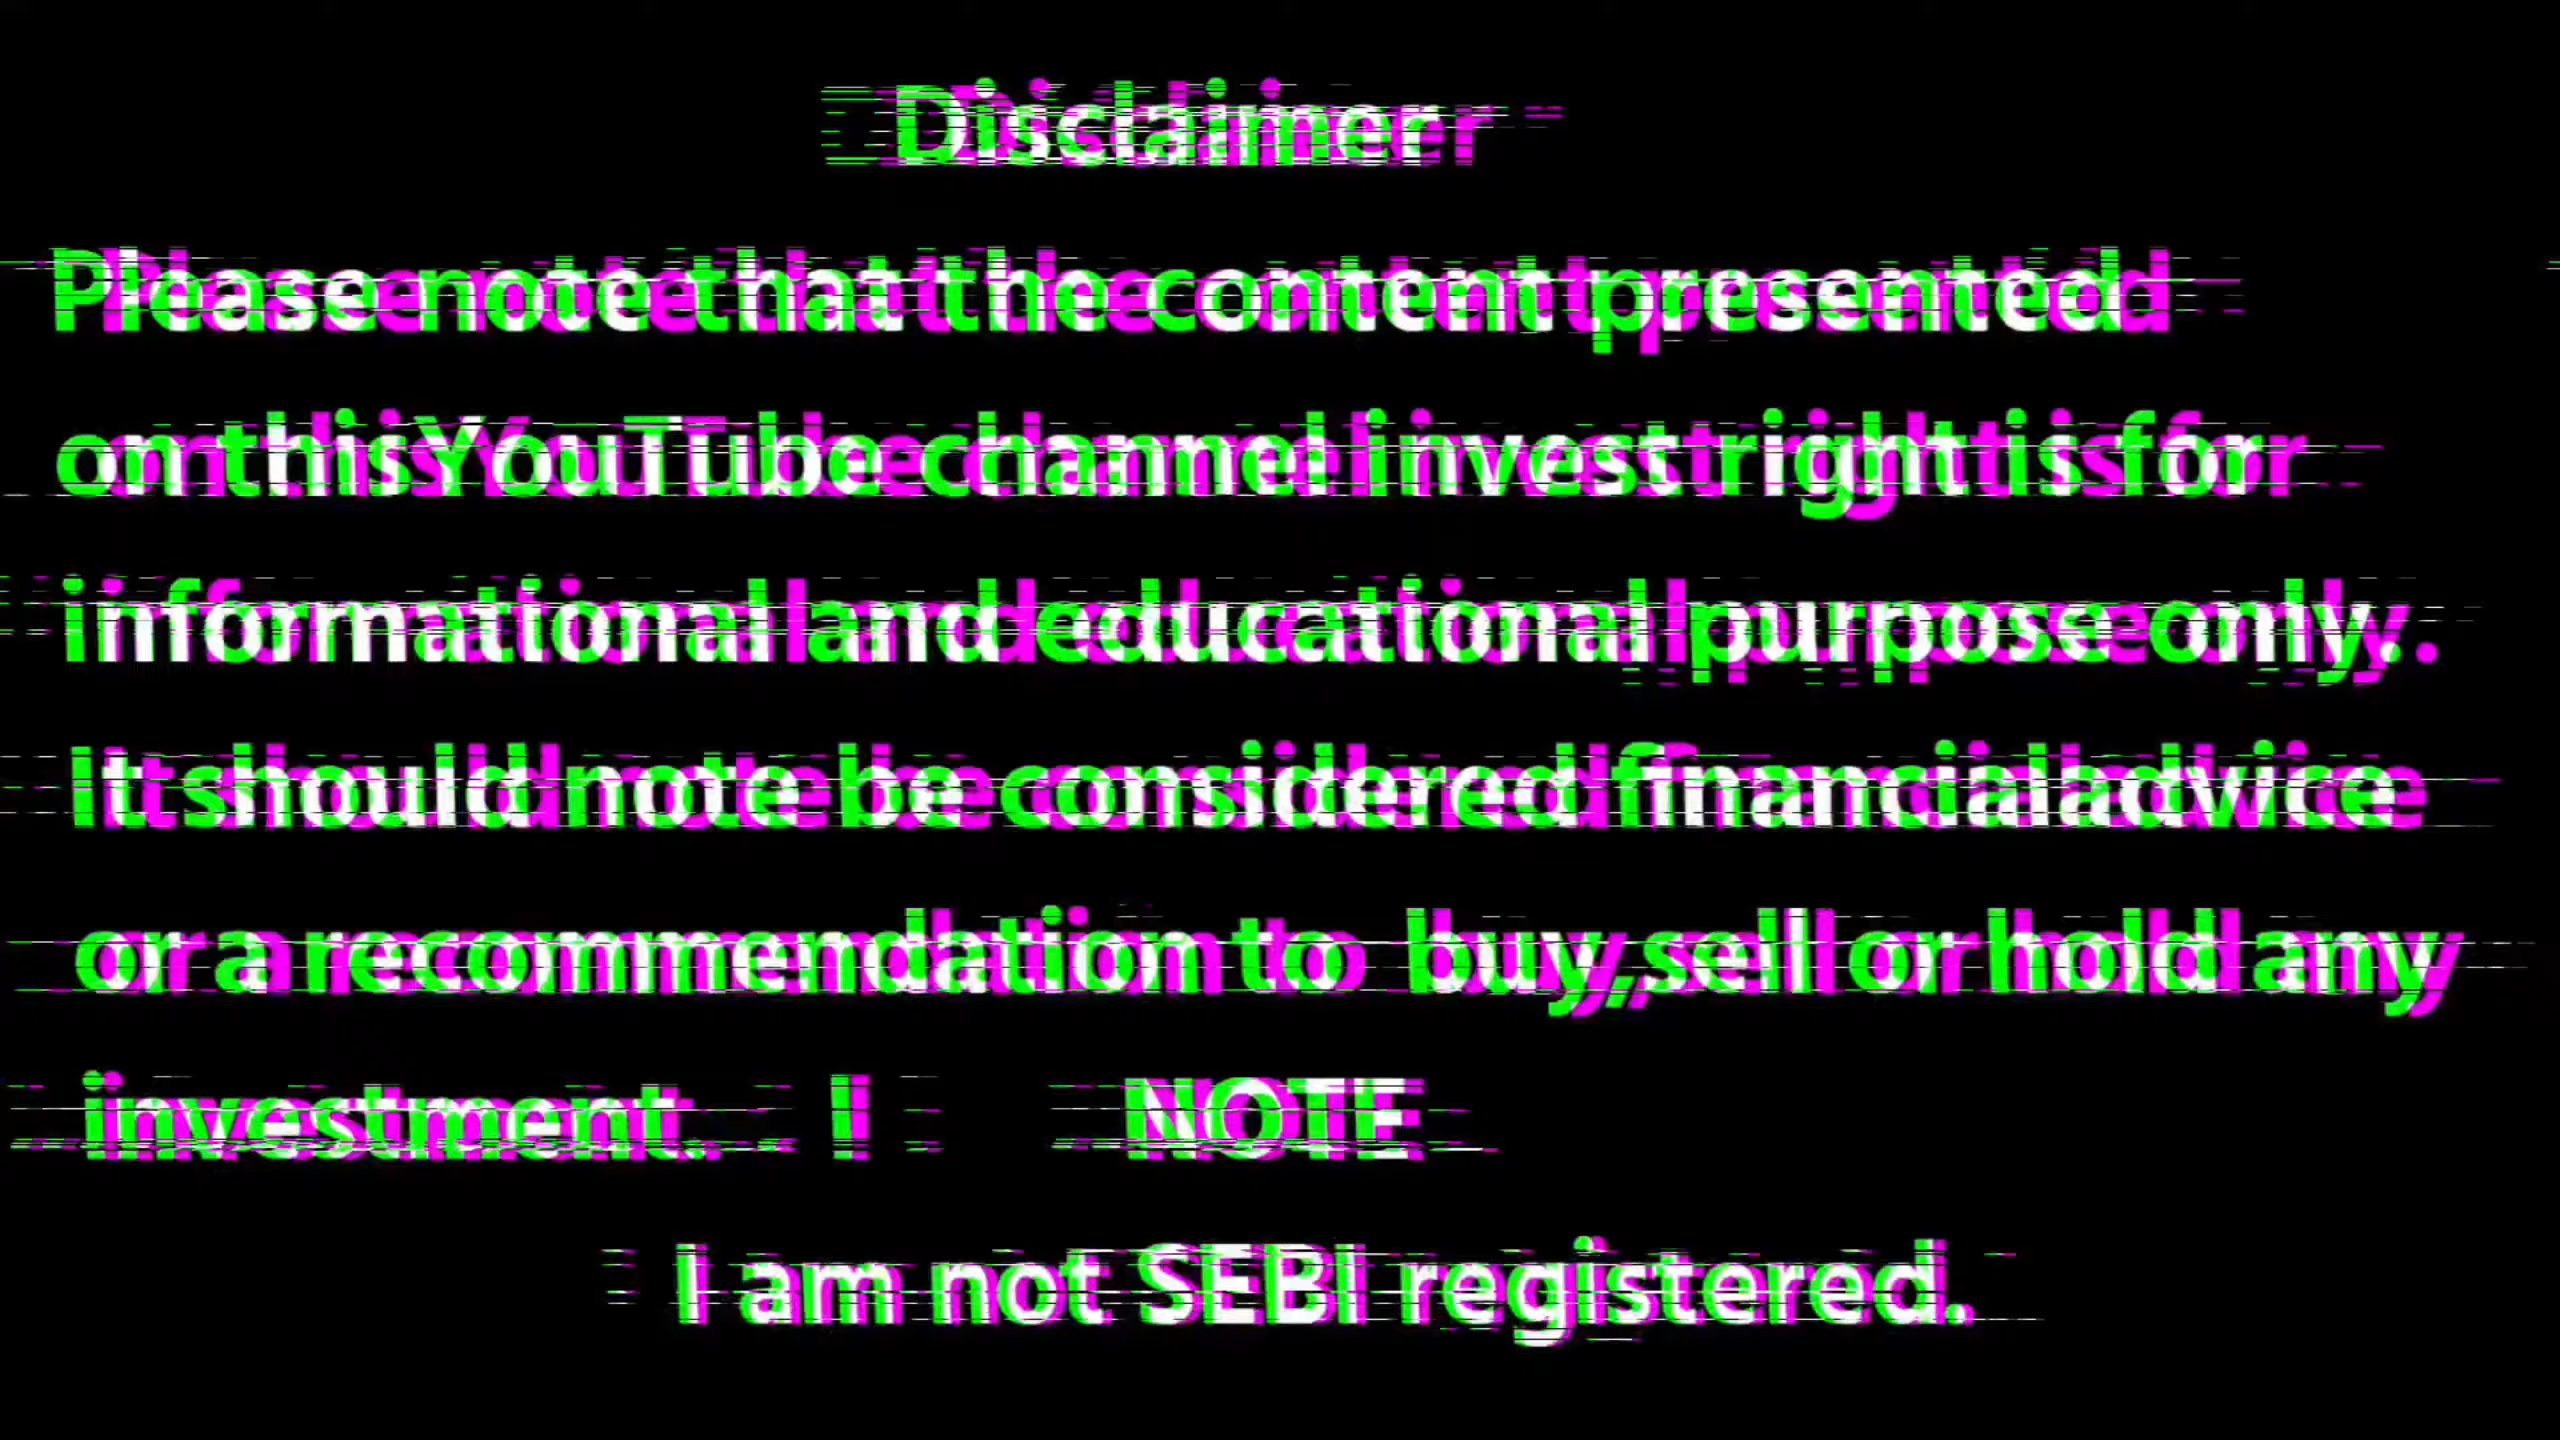 Disclaimer
Please note that the content presented
on this YouTube channel invest right is for
informational and educational purpose only.
It should note be considered financial advice
or a recommendation to buy, sell or hold any
investment. ! NOTE
I am not SEBI registered.